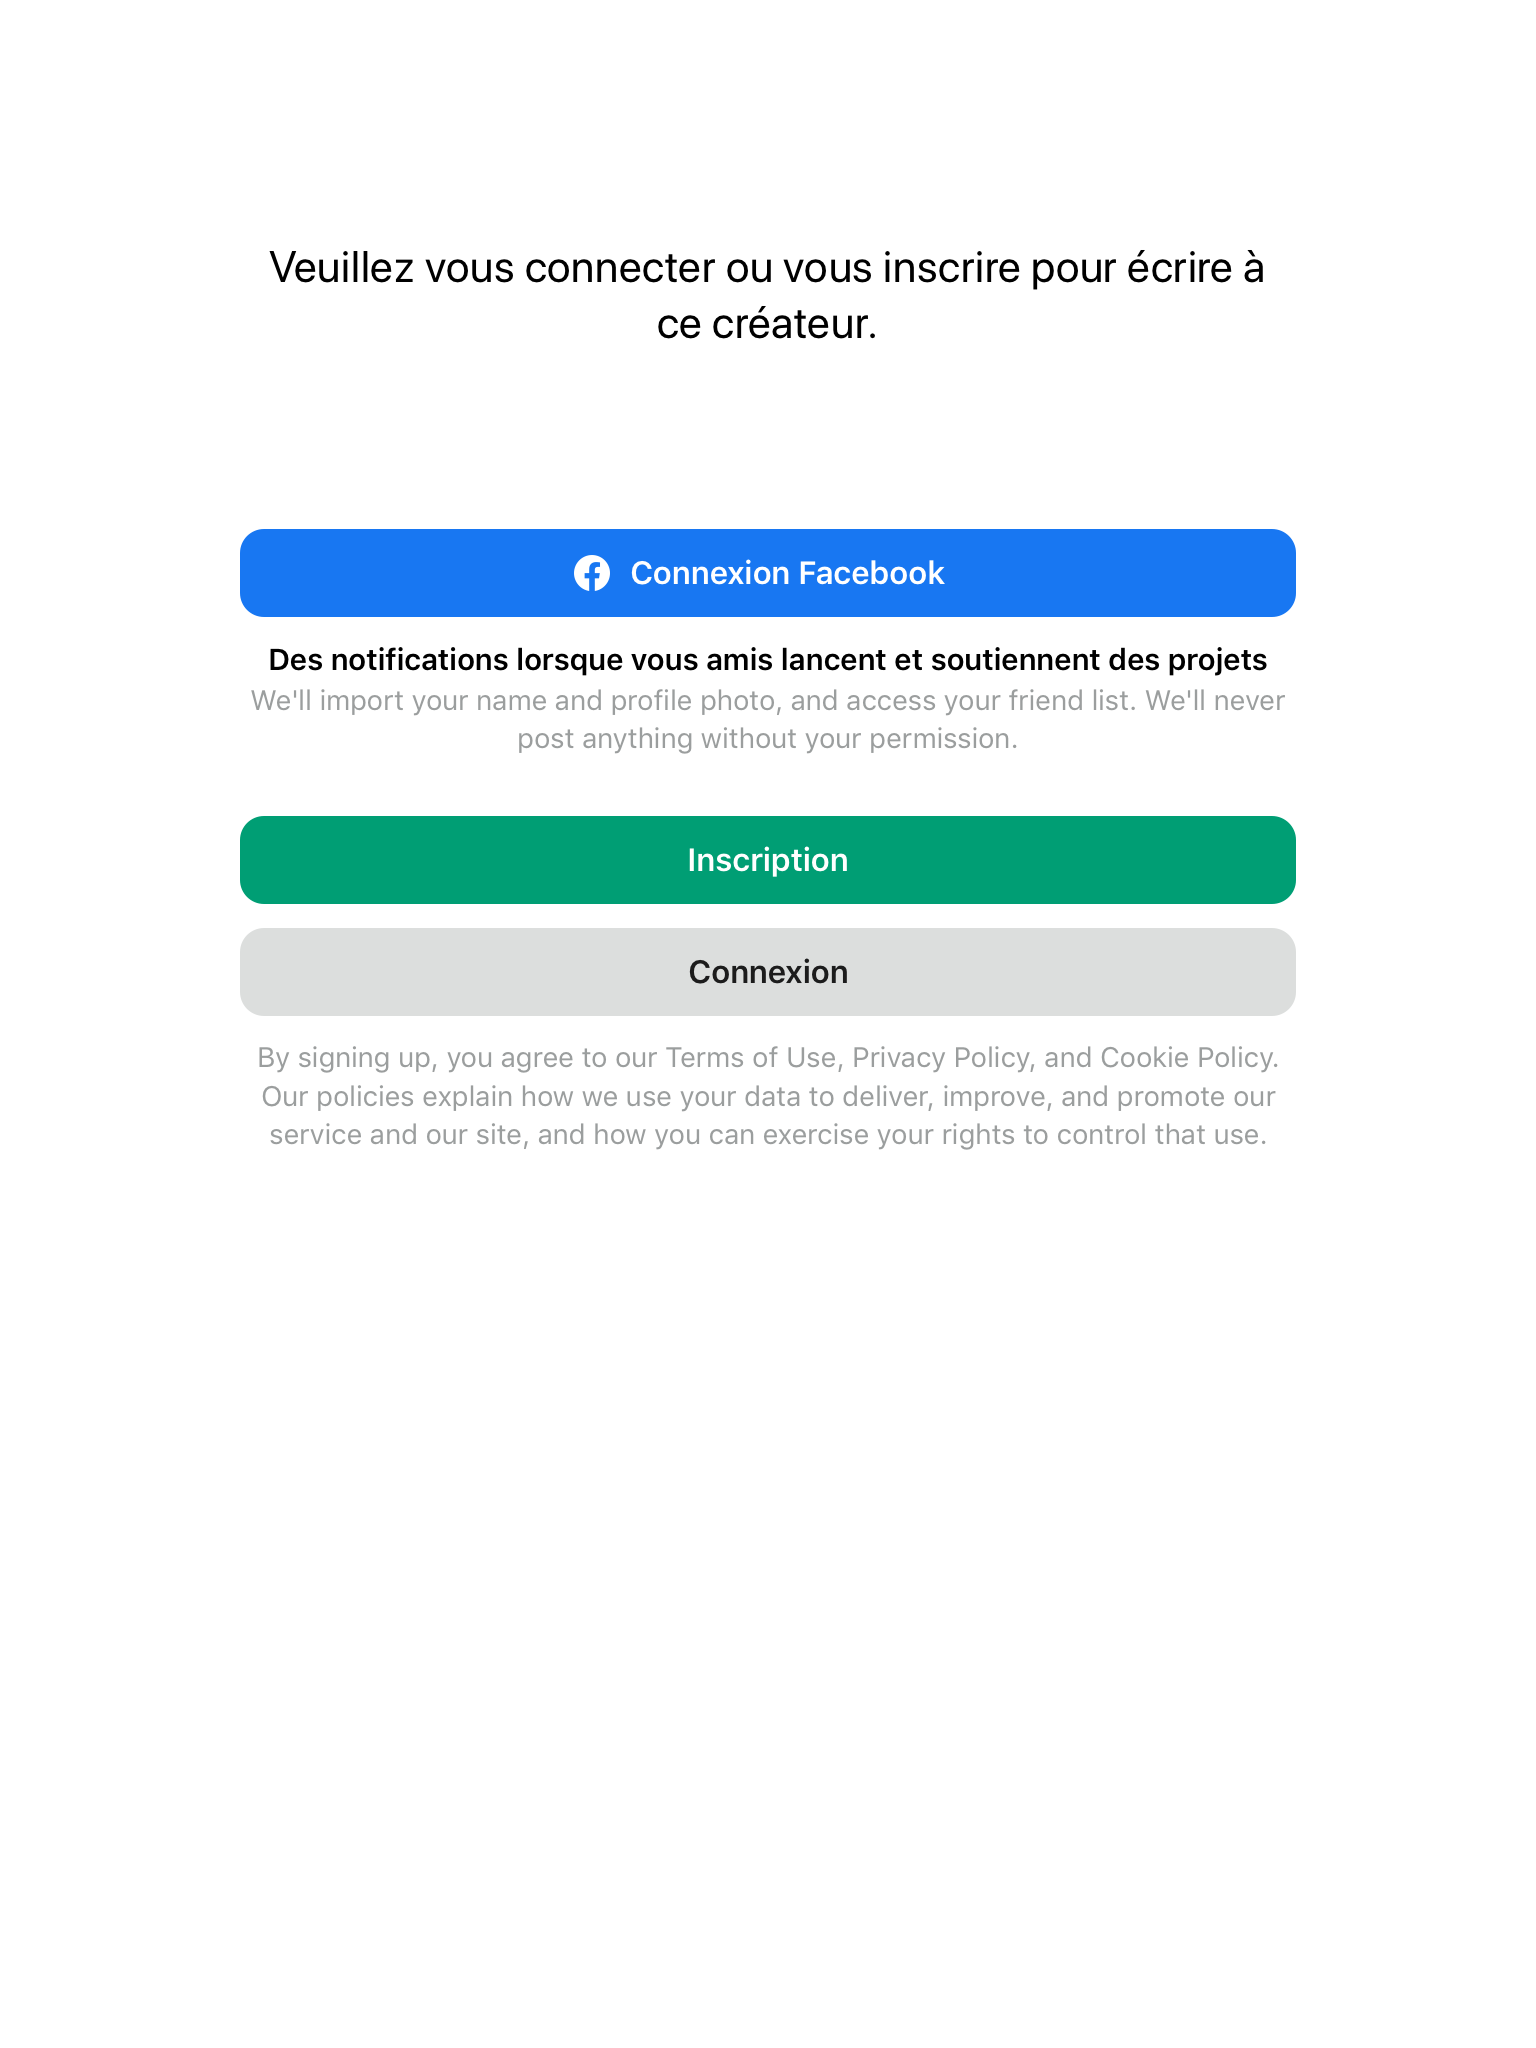 Veuillez vous connecter ou vous inscrire pour écrire à
ce créateur.
Connexion Facebook
Des notifications lorsque vous amis lancent et soutiennent des projets
We'll import your name and profile photo, and access your friend list. We'll never
post anything without your permission.
Inscription
Connexion
By signing up, you agree to our Terms of Use, Privacy Policy, and Cookie Policy.
Our policies explain how we use your data to deliver, improve, and promote our
service and our site, and how you can exercise your rights to control that use.